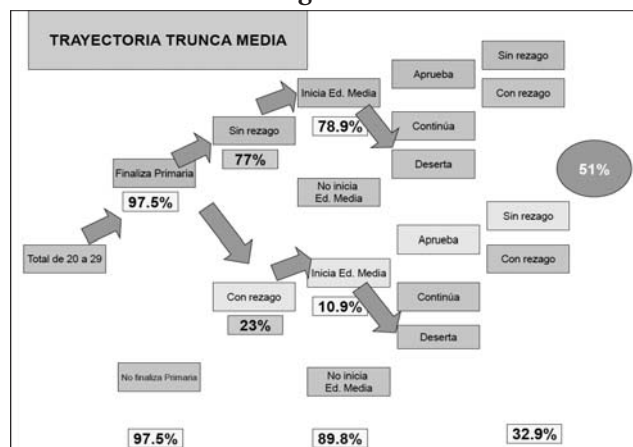 TRAYECTORIA TRUNCA MEDIA
Sin rezago
Aprueba
Inicia Ed. Media
Con rezago
78.9%
Sin rezago
Continúa
77%
Deserta
51%
Finaliza Primaria
97.5%
No inicia
Ed. Media
Sin rezago
Aprueba
Total de 20 a 29
Inicia Ed. Media
Con rezago
10.9%
Con rezago
Continúa
23%
Deserta
No finaliza Primaria
No inicia
Ed. Media
97.5%
89.8%
32.9%